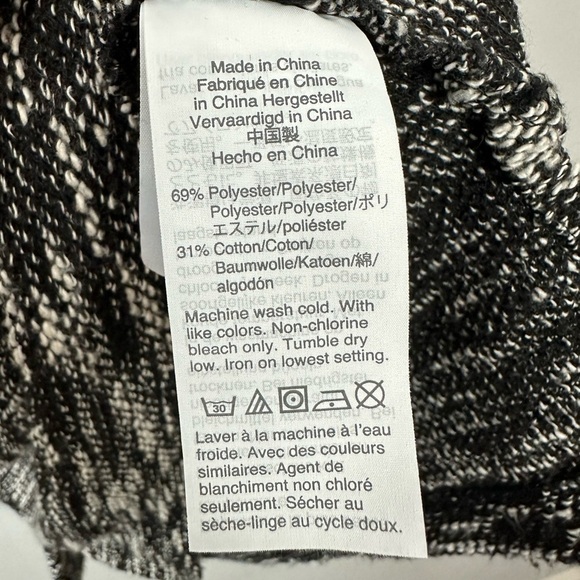 Made in China
Fabriqué en Chine
in China Hergestellt
Vervaardigd in China
中国製
Hecho en China
69% Polyester/Polyester/
Polyester/Polyester/ポリ
エステル/poliéster
31% Cotton/Coton/
Baumwolle/Katoen/綿/
algodón
Machine wash cold. With
like colors. Non-chlorine
bleach only. Tumble dry
low. Iron on lowest setting.
30
Laver à la machine à l'eau
froide. Avec des couleurs
similaires. Agent de
blanchiment non chloré
seulement. Sécher au
sèche-linge au cycle doux.